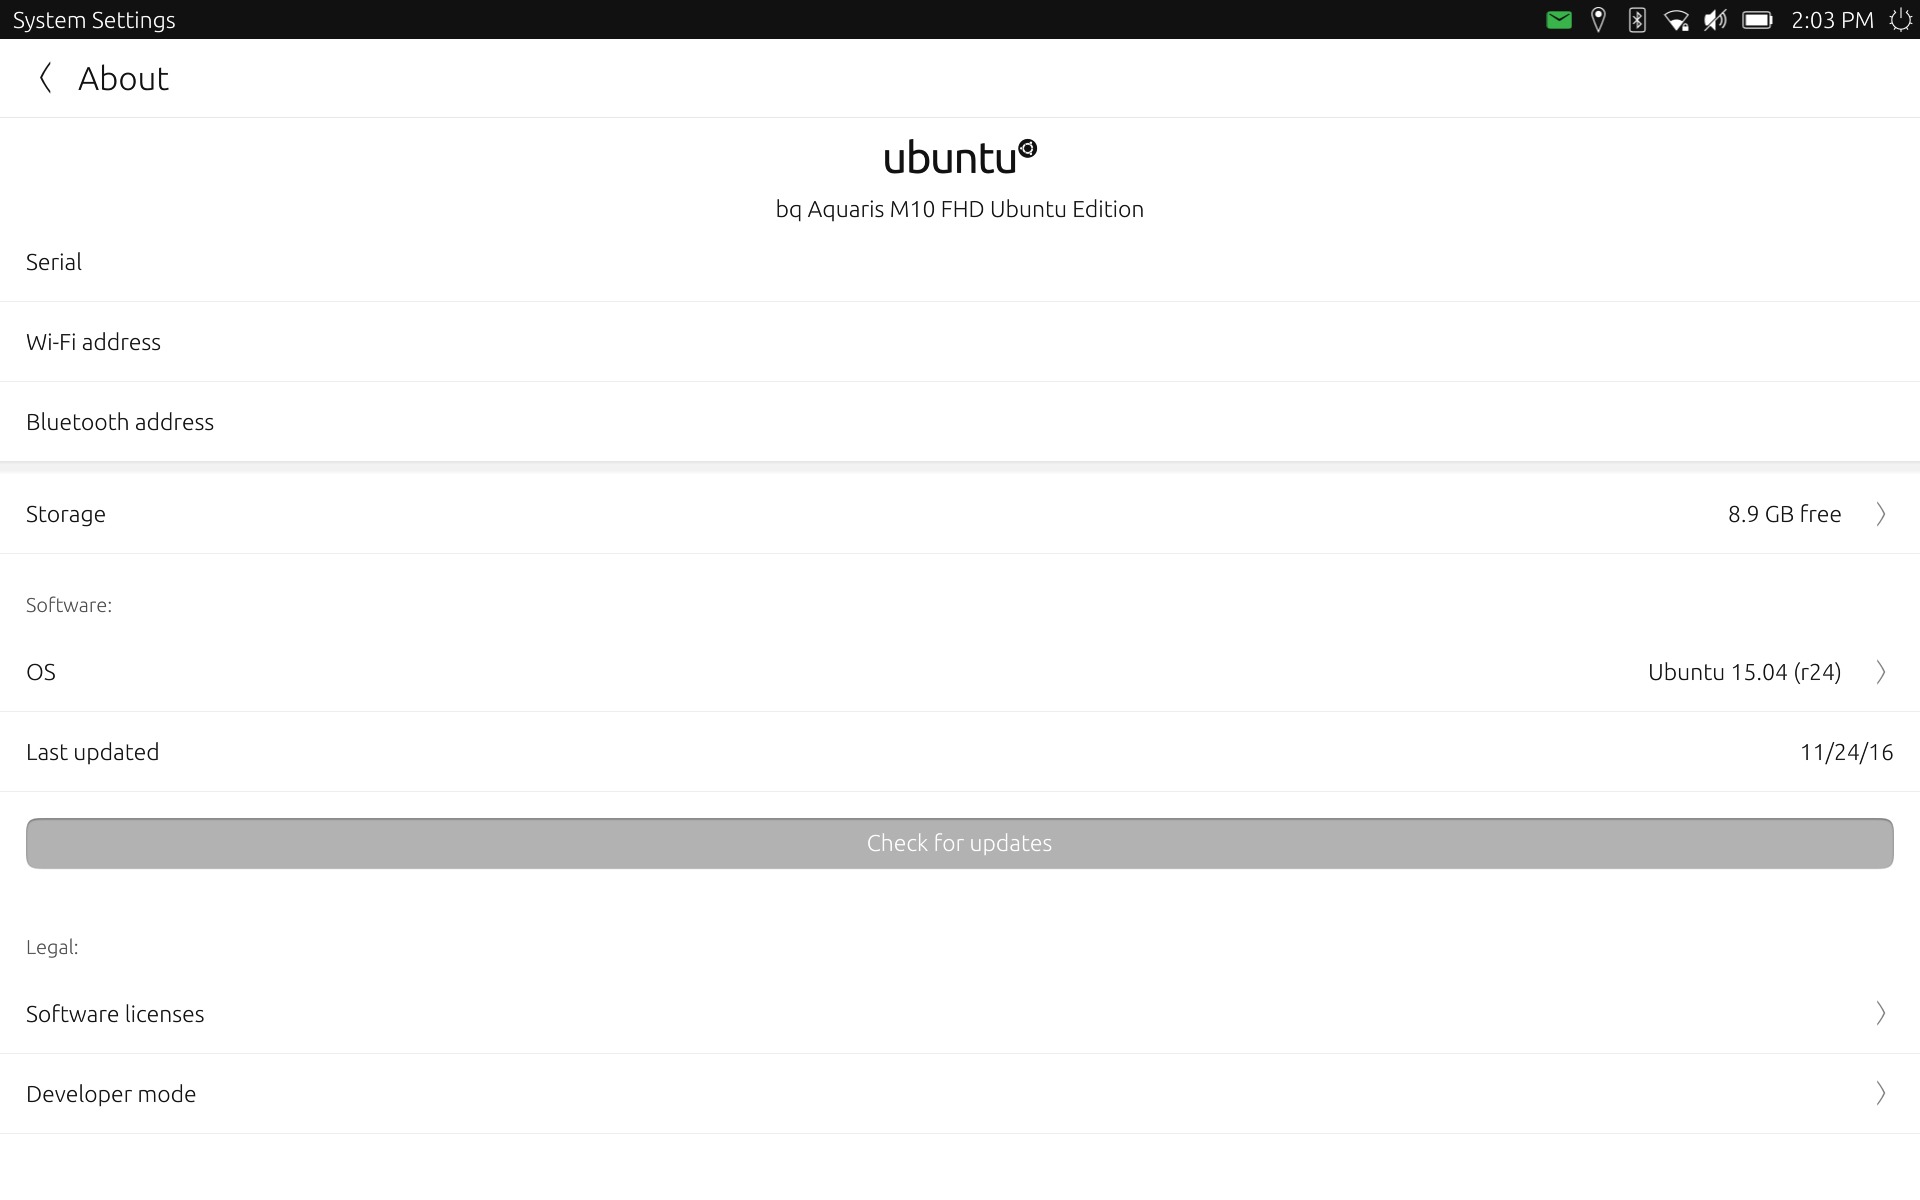 System Settings
2:03 PM
About
ubuntu
bq Aquaris M10 FHD Ubuntu Edition
Serial
Wi-Fi address
Bluetooth address
Storage 8.9 GB free
Software:
OS Ubuntu 15.04 (r24)
Last updated 11/24/16
Check for updates
Legal:
Software licenses
Developer mode